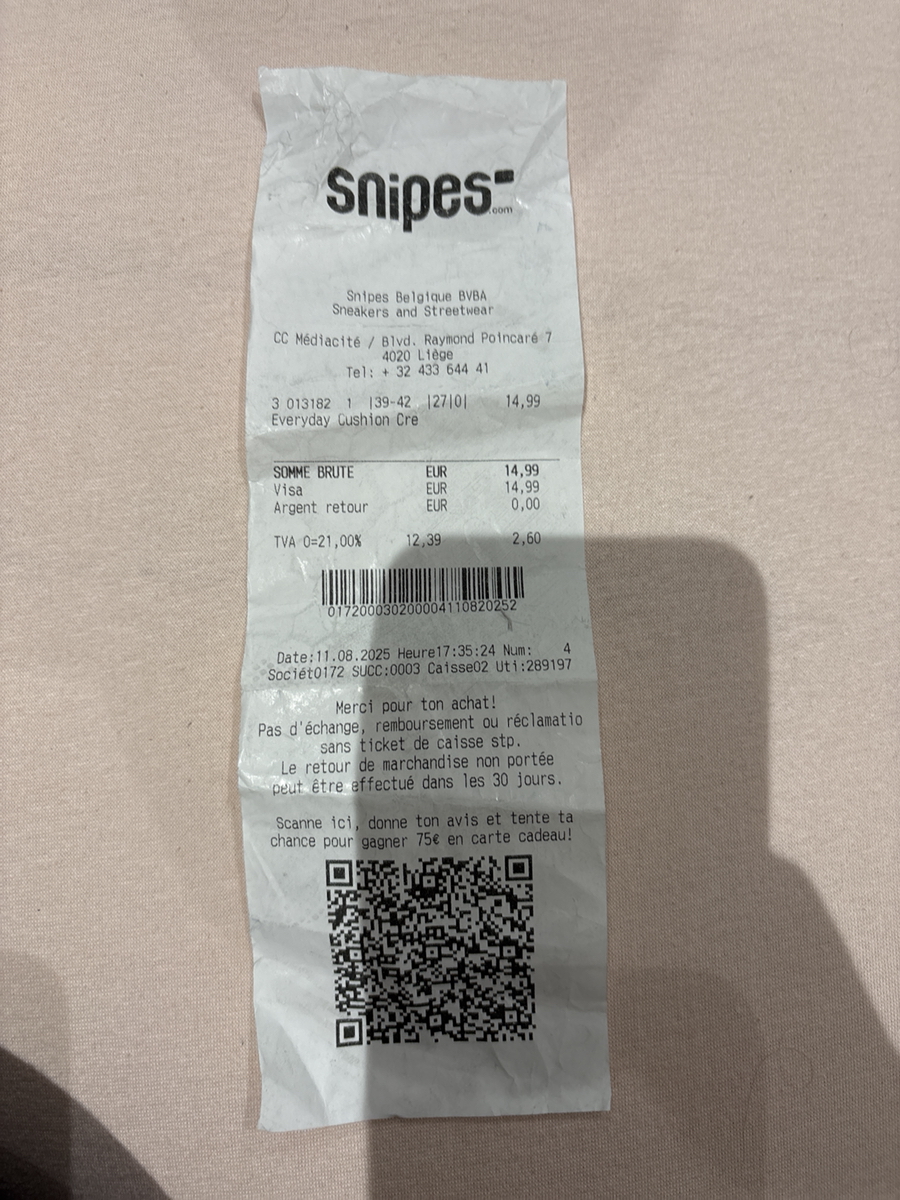 snipes
.com
Snipes Belgique BVBA
Sneakers and Streetwear
CC Médiacité / Blvd. Raymond Poincaré 7
4020 Liège
Tel: + 32 433 644 41
3 013182 1 |39-42 |27|0| 14,99
Everyday Cushion Cre
SOMME BRUTE EUR 14,99
Visa EUR 14,99
Argent retour EUR 0,00
TVA 0=21,00% 12,39 2,60
017200030200004110820252
Date:11.08.2025 Heure17:35:24 Num: 4
Sociét0172 SUCC:0003 Caisse02 Uti:289197
Merci pour ton achat!
Pas d'échange, remboursement ou réclamatio
sans ticket de caisse stp.
Le retour de marchandise non portée
peut être effectué dans les 30 jours.
Scanne ici, donne ton avis et tente ta
chance pour gagner 75€ en carte cadeau!